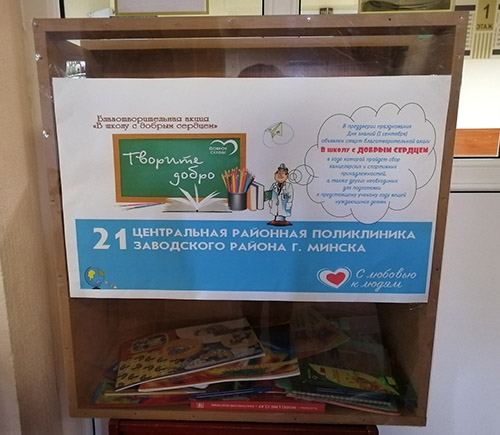 1
ЭТАЖ
Благотворительная акция
«В школу с добрым сердцем»
Творите
добро
В преддверии празднования
Дня знаний (1 сентября)
объявлен старт благотворительной акции
В ШКОЛУ С ДОБРЫМ СЕРДЦЕМ
в ходе которой пройдет сбор
канцелярских и спортивных
принадлежностей,
а также других необходимых
для подготовки
к предстоящему учебному году вещей
нуждающимся детям.
21 ЦЕНТРАЛЬНАЯ РАЙОННАЯ ПОЛИКЛИНИКА
ЗАВОДСКОГО РАЙОНА Г. МИНСКА
С любовью
к людям